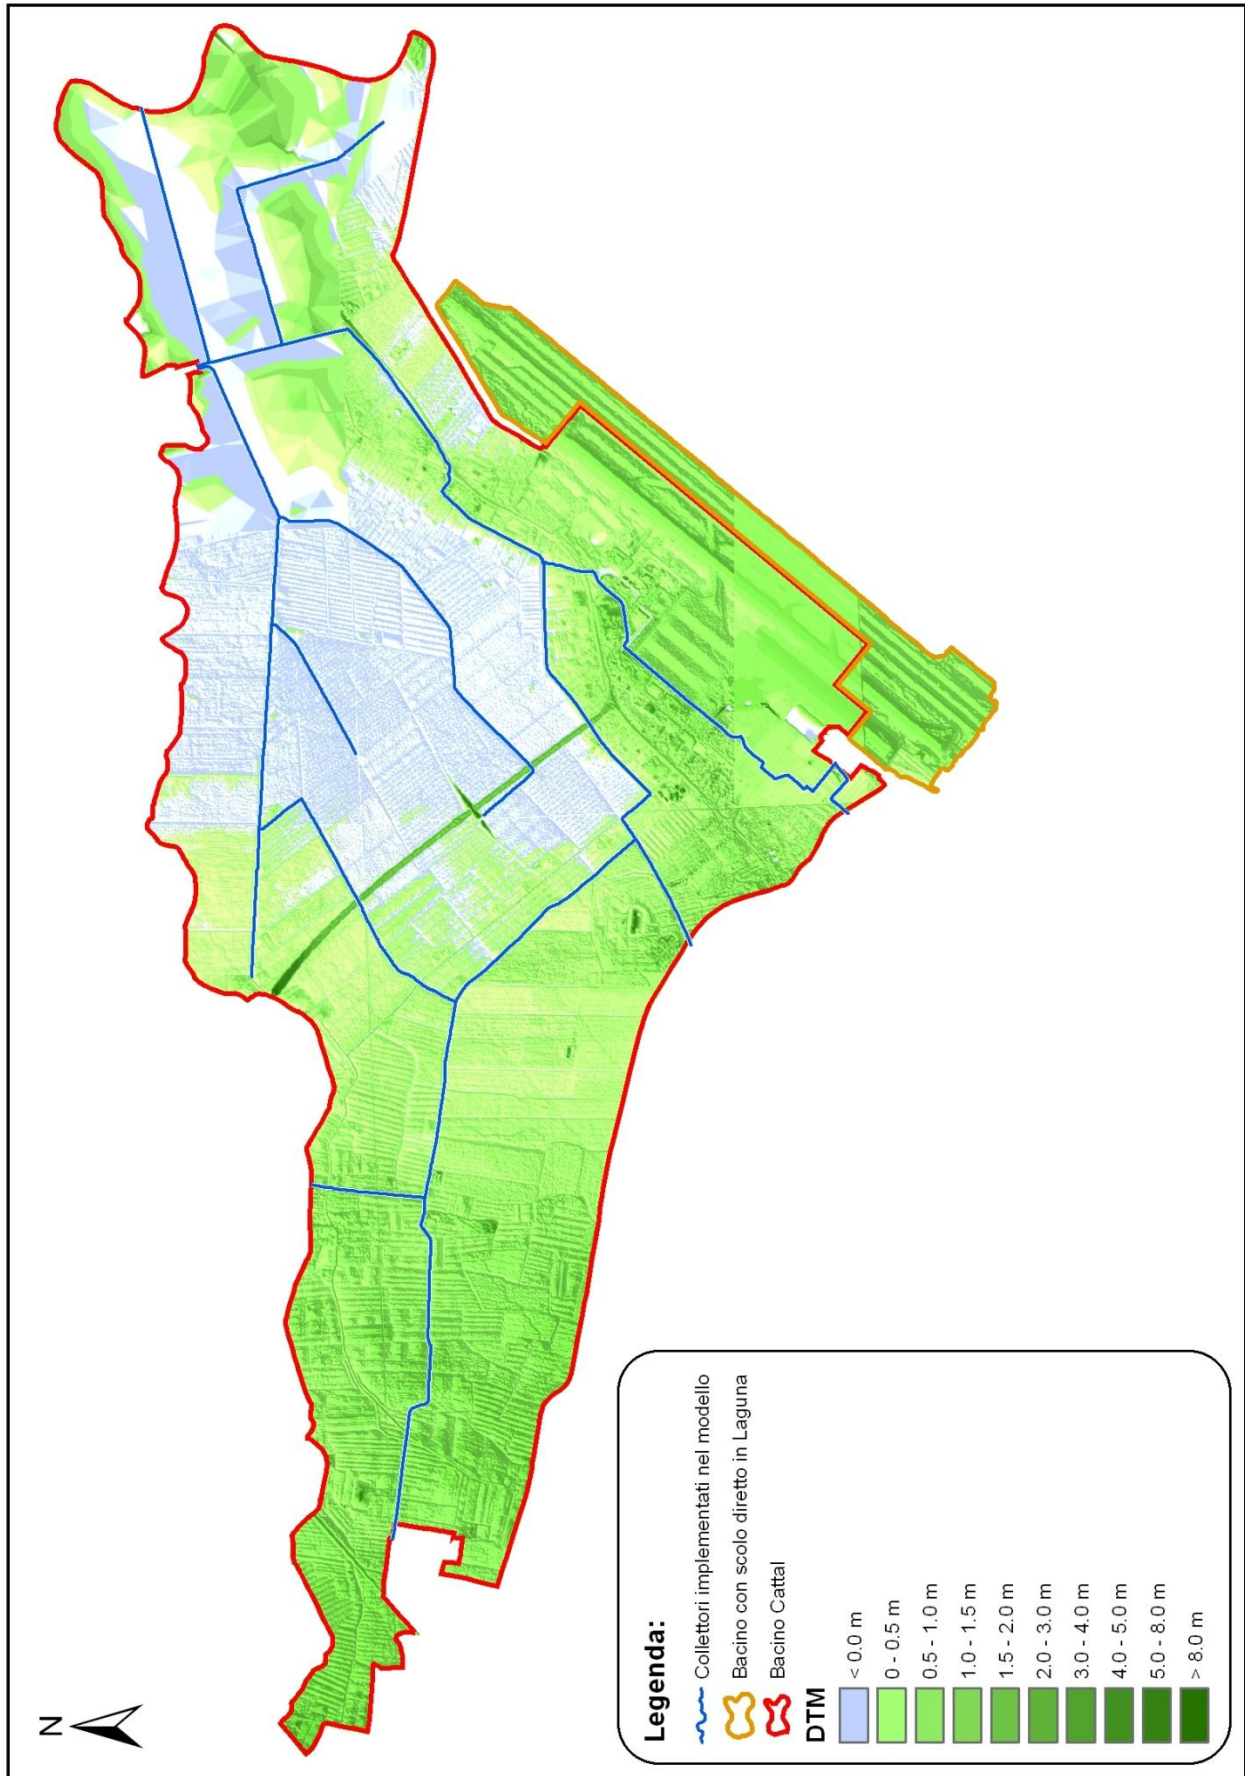 N
Legenda:
Collettori implementati nel modello
Bacino con scolo diretto in Laguna
Bacino Cattal
DTM
< 0.0 m
0 - 0.5 m
0.5 - 1.0 m
1.0 - 1.5 m
1.5 - 2.0 m
2.0 - 3.0 m
3.0 - 4.0 m
4.0 - 5.0 m
5.0 - 8.0 m
> 8.0 m